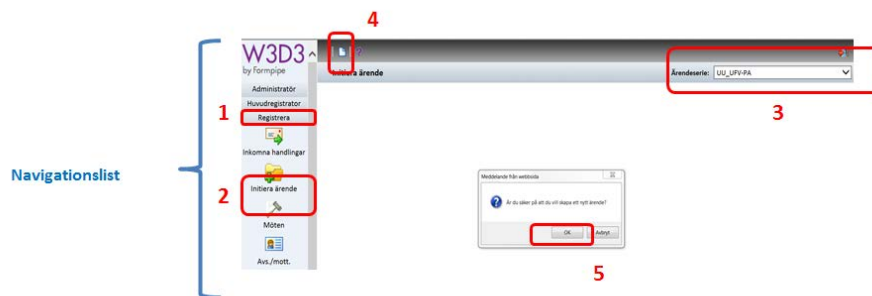 4
W3D3
by Formpipe
Initiera ärende
Ärendeserie: UU_UFV-PA
Administratör
Huvudregistrator
1
Registrera
3
Inkomna handlingar
Navigationslist
2
Initiera ärende
Meddelande från webbsida
Är du säker på att du vill skapa ett nytt ärende?
OK
Avbryt
Möten
Avs./mott.
5